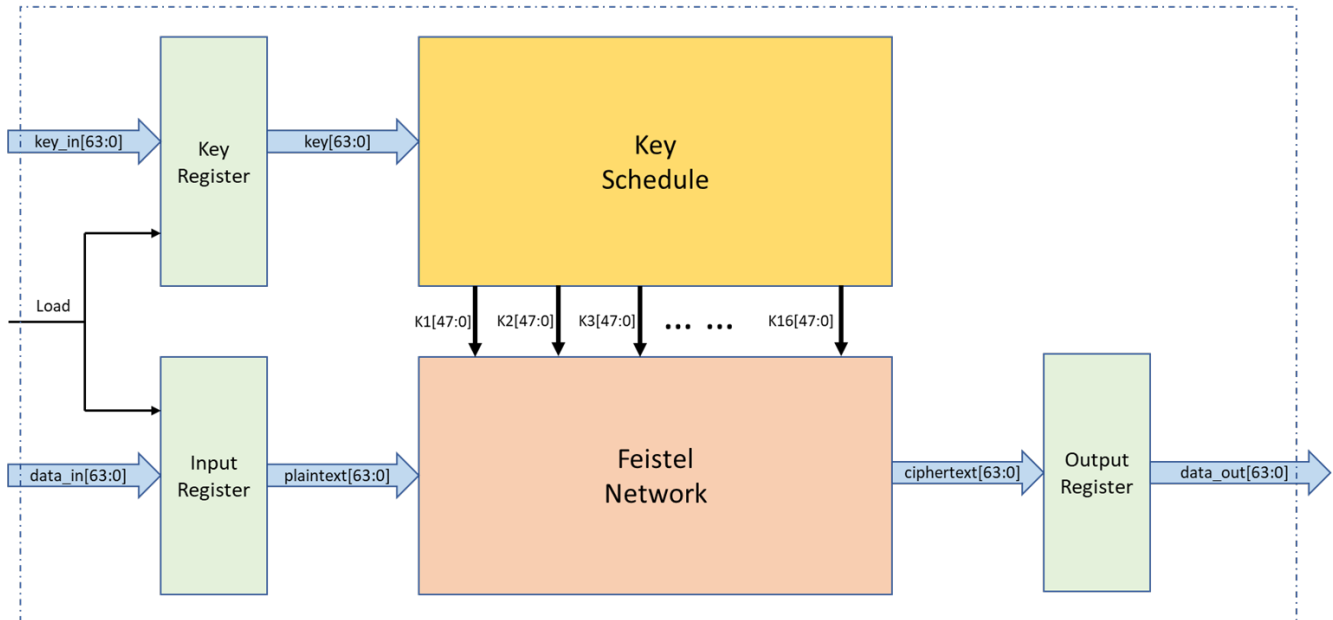 key_in[63:0]
Key
Register
key[63:0]
Key
Schedule
Load
K1[47:0]
K2[47:0]
K3[47:0]
... ...
K16[47:0]
data_in[63:0]
Input
Register
plaintext[63:0]
Feistel
Network
ciphertext[63:0]
Output
Register
data_out[63:0]